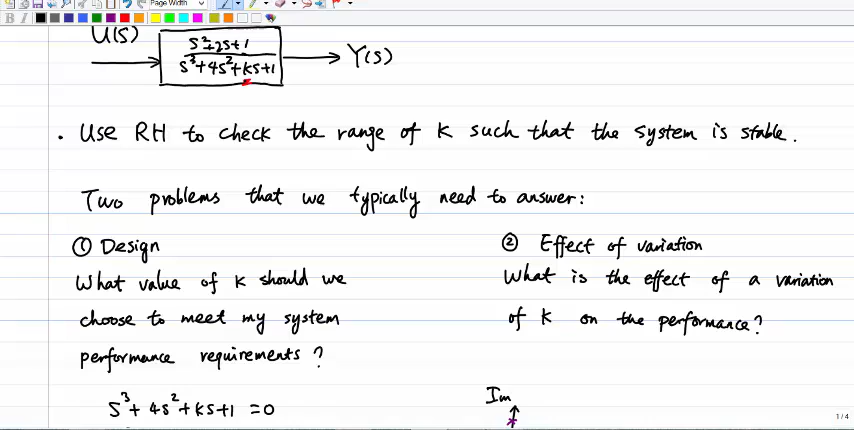 Page Width
B I
U(s)
s²+2s+1
s³+4s²+ks+1
Y(s)
. Use RH to check the range of k such that the system is stable.
Two problems that we typically need to answer:
① Design
What value of k should we
choose to meet my system
performance requirements?
s³+4s²+ks+1=0
② Effect of variation
What is the effect of a variation
of k on the performance?
Im
1/4